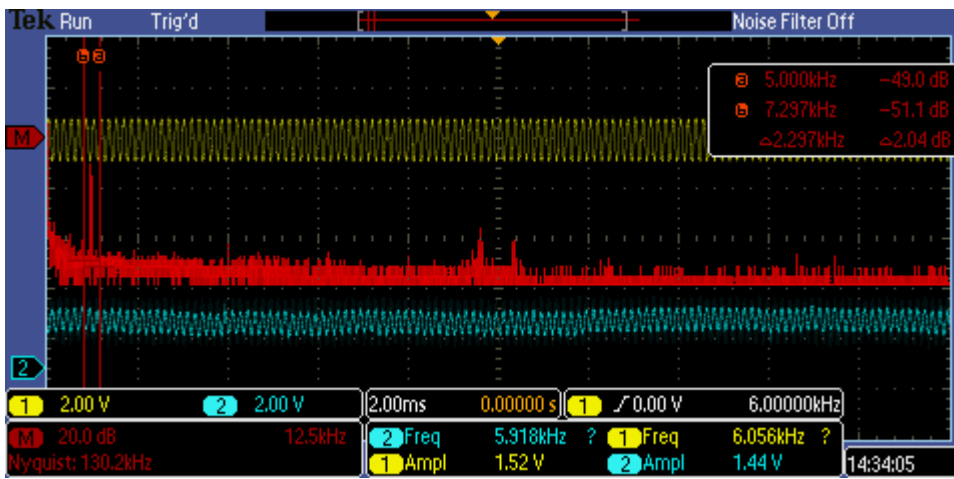 Tek Run Trig'd Noise Filter Off
b a
a 5.000kHz −49.0 dB
b 7.297kHz −51.1 dB
△2.297kHz △2.04 dB
M
2
1 2.00 V 2 2.00 V 2.00ms 0.00000 s 1 / 0.00 V 6.00000kHz
M 20.0 dB 12.5kHz 2 Freq 5.918kHz ? 1 Freq 6.056kHz ?
Nyquist: 130.2kHz 1 Ampl 1.52 V 2 Ampl 1.44 V 14:34:05